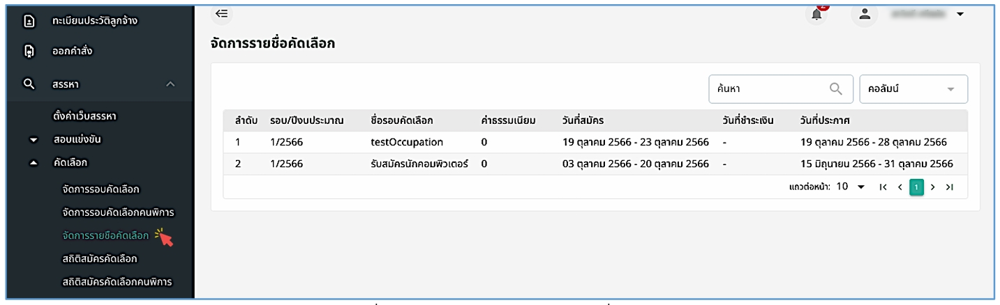 ทะเบียนประวัติลูกจ้าง
ออกคำสั่ง
สรรหา
ตั้งค่าเว็บสรรหา
สอบแข่งขัน
คัดเลือก
จัดการรอบคัดเลือก
จัดการรอบคัดเลือกคนพิการ
จัดการรายชื่อคัดเลือก
สถิติสมัครคัดเลือก
สถิติสมัครคัดเลือกคนพิการ
2
จัดการรายชื่อคัดเลือก
ค้นหา คอลัมน์
ลำดับ รอบ/ปีงบประมาณ ชื่อรอบคัดเลือก ค่าธรรมเนียม วันที่สมัคร วันที่ชำระเงิน วันที่ประกาศ
1 1/2566 testOccupation 0 19 ตุลาคม 2566 - 23 ตุลาคม 2566 - 19 ตุลาคม 2566 - 28 ตุลาคม 2566
2 1/2566 รับสมัครนักคอมพิวเตอร์ 0 03 ตุลาคม 2566 - 20 ตุลาคม 2566 - 15 มิถุนายน 2566 - 31 ตุลาคม 2566
แถวต่อหน้า: 10 1